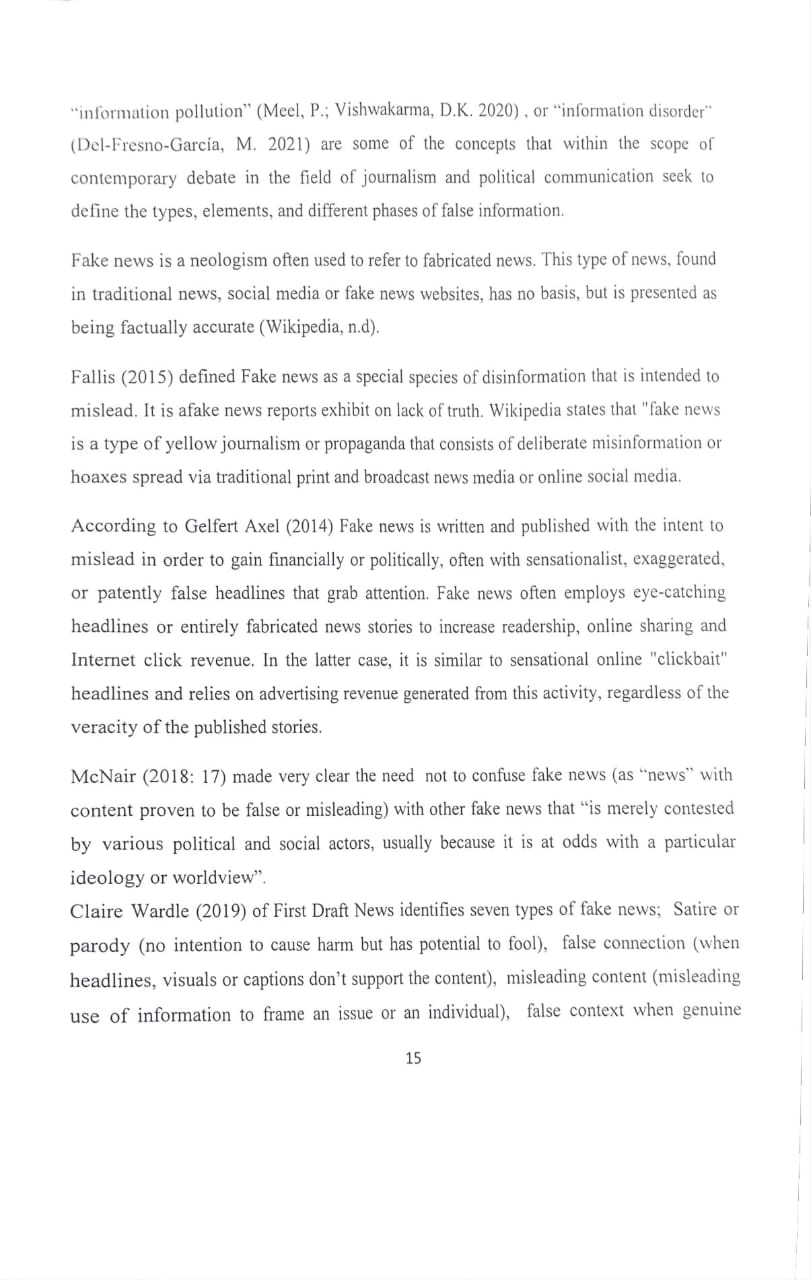 “information pollution” (Meel, P.; Vishwakarma, D.K. 2020) , or “information disorder”
(Del-Fresno-García, M. 2021) are some of the concepts that within the scope of
contemporary debate in the field of journalism and political communication seek to
define the types, elements, and different phases of false information.
Fake news is a neologism often used to refer to fabricated news. This type of news, found
in traditional news, social media or fake news websites, has no basis, but is presented as
being factually accurate (Wikipedia, n.d).
Fallis (2015) defined Fake news as a special species of disinformation that is intended to
mislead. It is afake news reports exhibit on lack of truth. Wikipedia states that "fake news
is a type of yellow journalism or propaganda that consists of deliberate misinformation or
hoaxes spread via traditional print and broadcast news media or online social media.
According to Gelfert Axel (2014) Fake news is written and published with the intent to
mislead in order to gain financially or politically, often with sensationalist, exaggerated,
or patently false headlines that grab attention. Fake news often employs eye-catching
headlines or entirely fabricated news stories to increase readership, online sharing and
Internet click revenue. In the latter case, it is similar to sensational online "clickbait"
headlines and relies on advertising revenue generated from this activity, regardless of the
veracity of the published stories.
McNair (2018: 17) made very clear the need not to confuse fake news (as “news” with
content proven to be false or misleading) with other fake news that “is merely contested
by various political and social actors, usually because it is at odds with a particular
ideology or worldview”.
Claire Wardle (2019) of First Draft News identifies seven types of fake news; Satire or
parody (no intention to cause harm but has potential to fool), false connection (when
headlines, visuals or captions don’t support the content), misleading content (misleading
use of information to frame an issue or an individual), false context when genuine
15